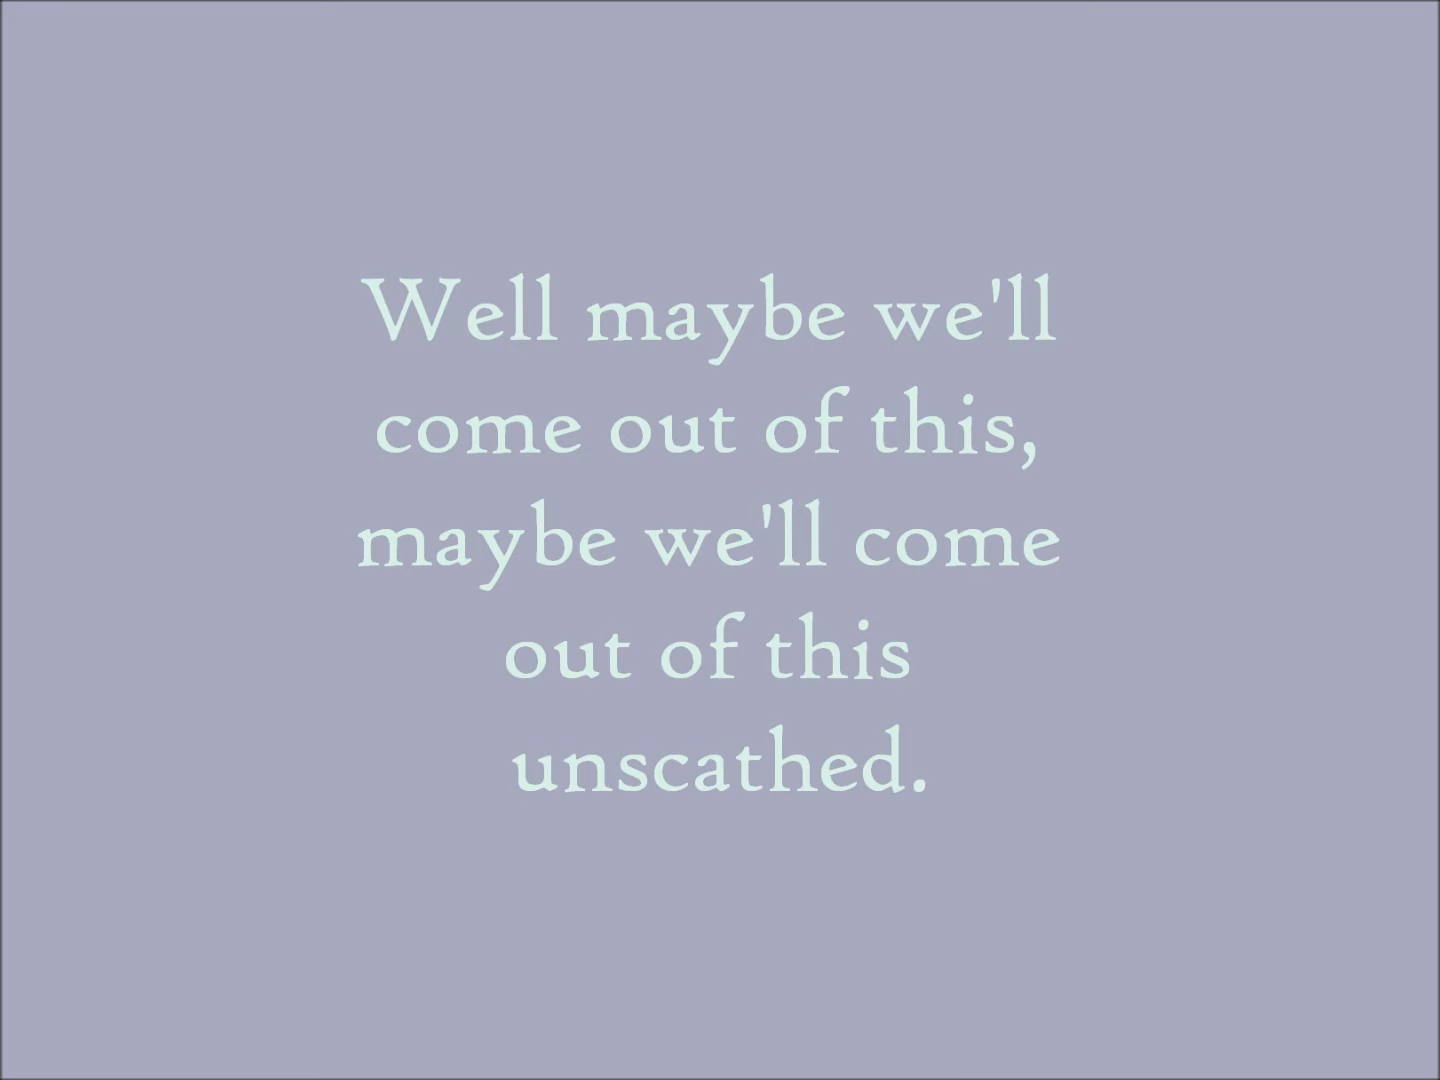 Well maybe we'll
come out of this,
maybe we'll come
out of this
unscathed.